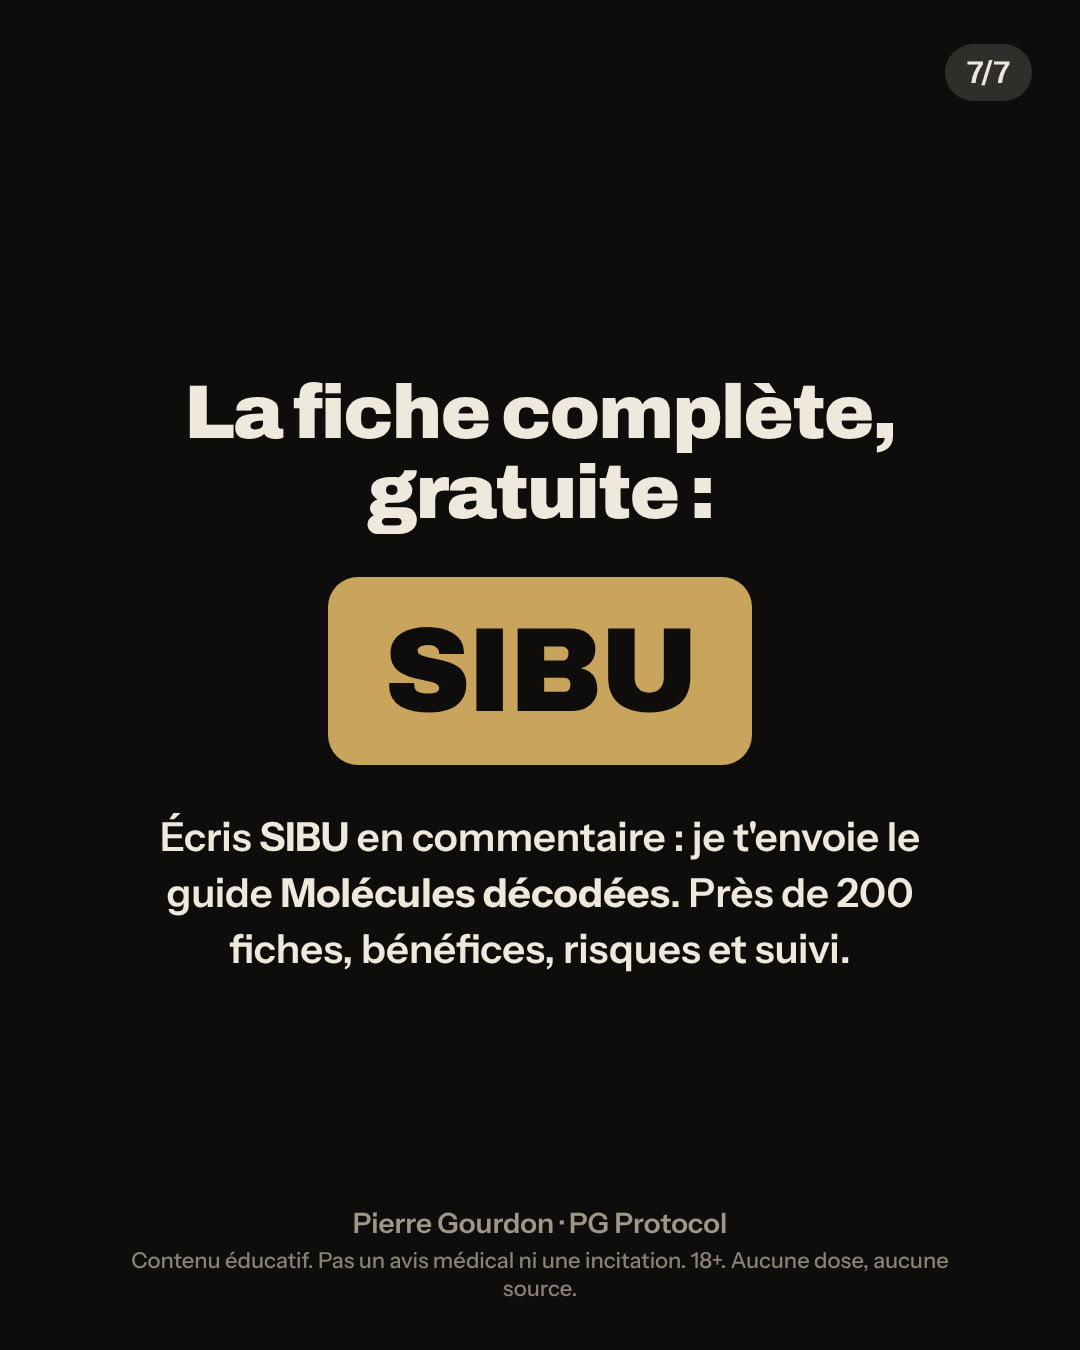 7/7
La fiche complète,
gratuite :
SIBU
Écris SIBU en commentaire : je t'envoie le
guide Molécules décodées. Près de 200
fiches, bénéfices, risques et suivi.
Pierre Gourdon · PG Protocol
Contenu éducatif. Pas un avis médical ni une incitation. 18+. Aucune dose, aucune
source.